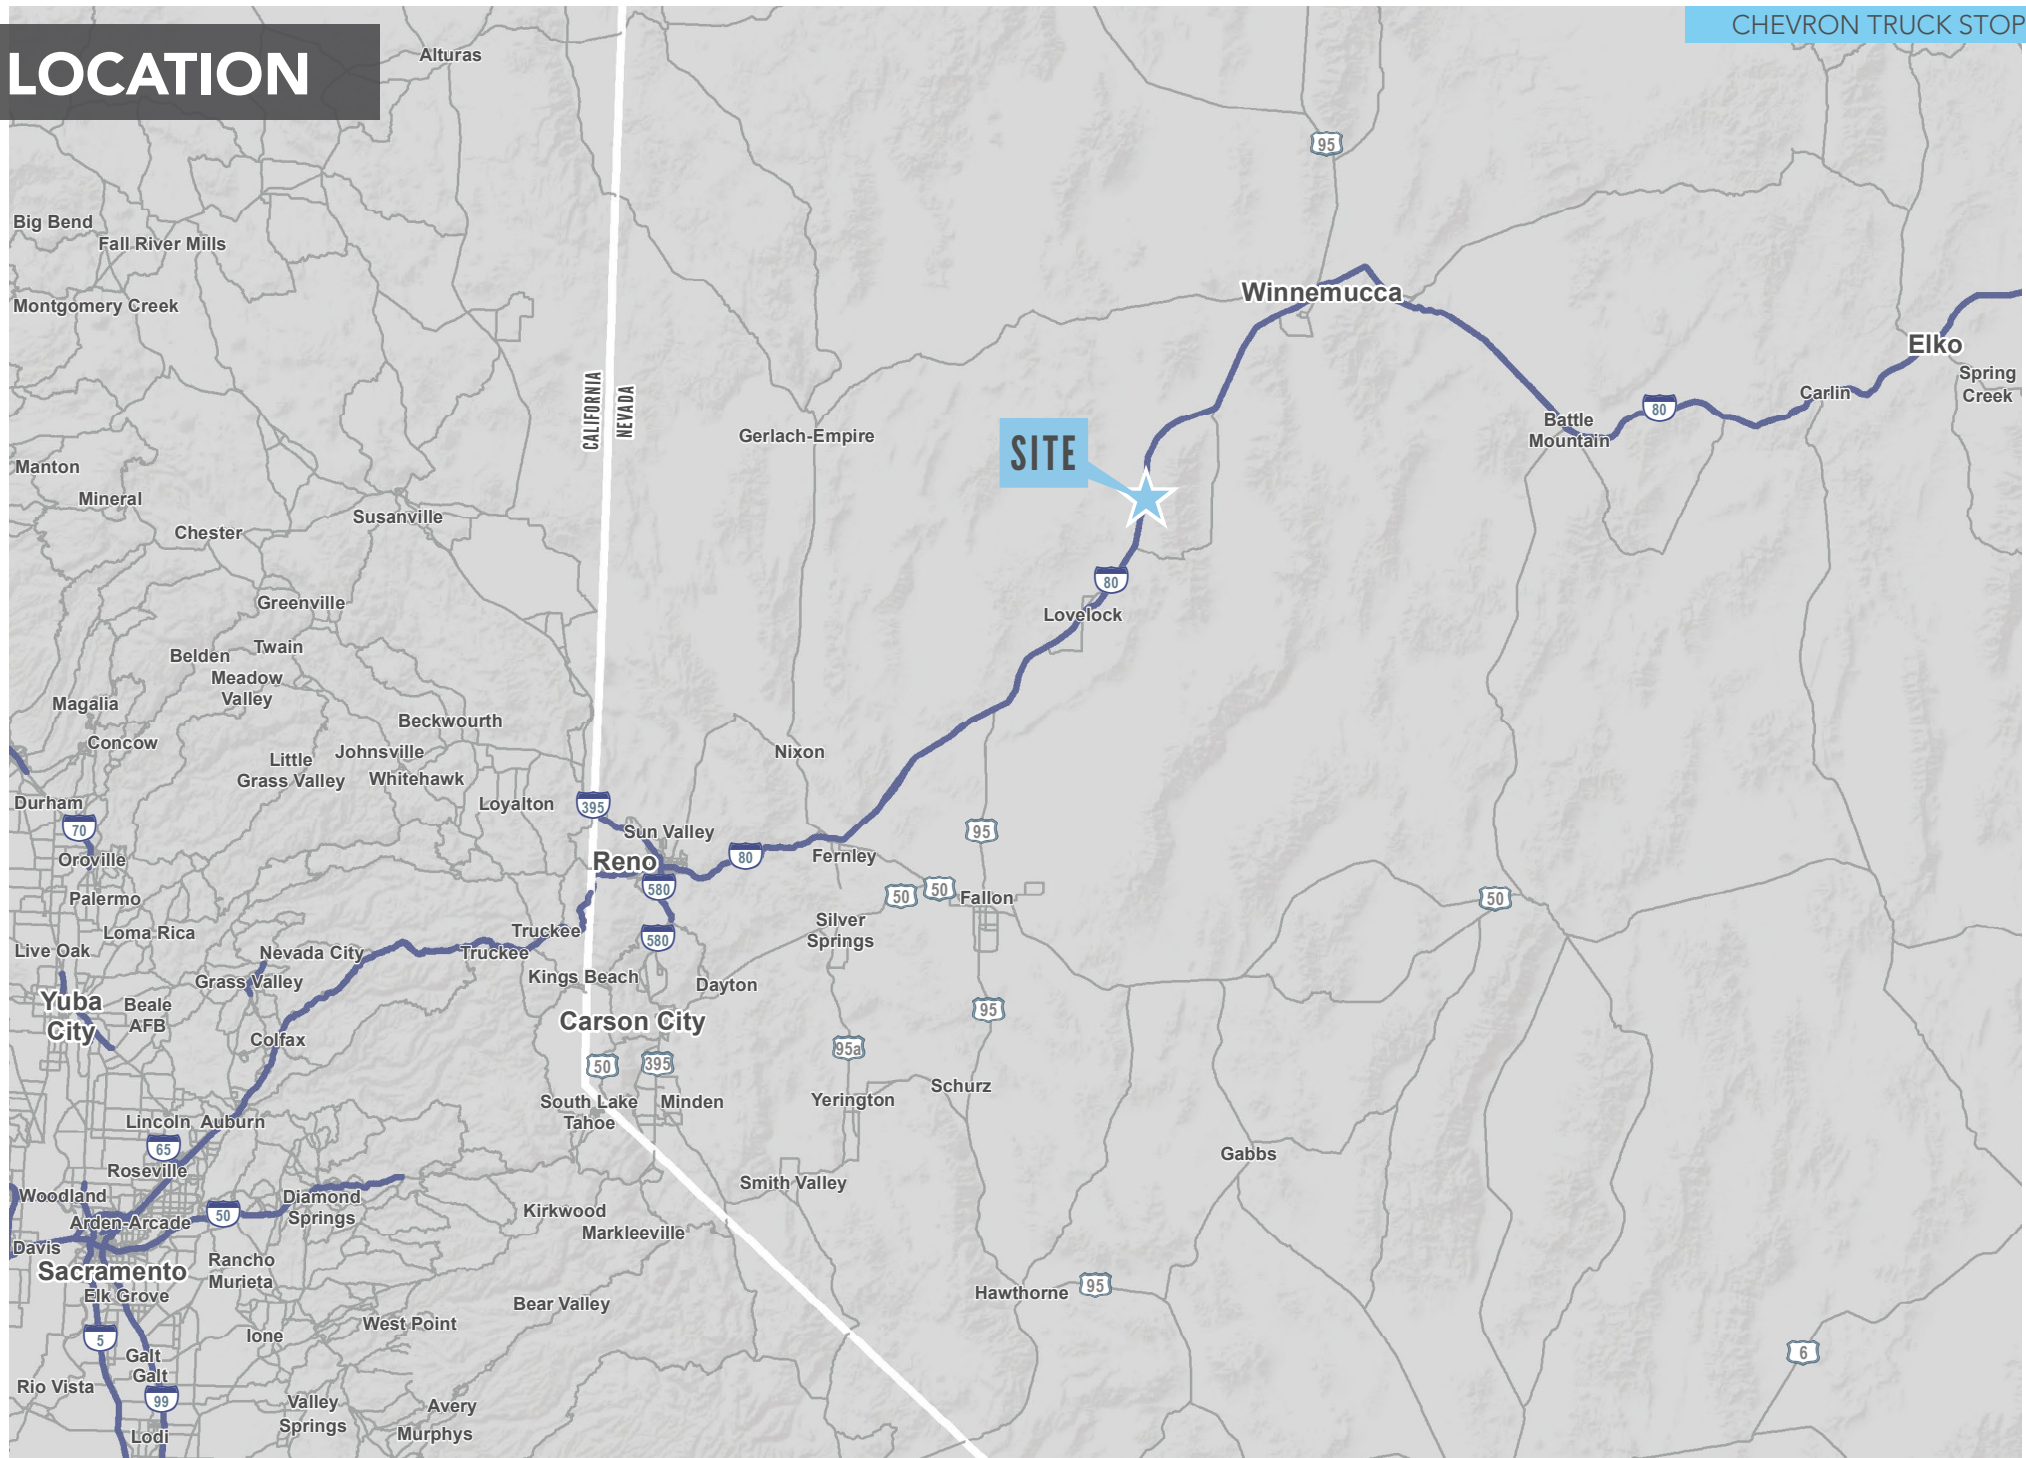 LOCATION
CHEVRON TRUCK STOP
Alturas
95
Big Bend
Fall River Mills
Montgomery Creek
Winnemucca
Elko
Spring
Creek
CALIFORNIA
NEVADA
Carlin
80
Battle
Mountain
Gerlach-Empire
SITE
Manton
Mineral
Susanville
Chester
80
Lovelock
Greenville
Twain
Belden
Meadow
Valley
Magalia
Beckwourth
Concow
Johnsville
Nixon
Little
Grass Valley
Whitehawk
Durham
Loyalton
395
70
Sun Valley
95
Oroville
Reno
80
Fernley
580
50
50
Fallon
50
Palermo
Loma Rica
Truckee
Silver
Springs
580
Live Oak
Nevada City
Truckee
Grass Valley
Kings Beach
Dayton
Yuba
City
Beale
AFB
95
Carson City
Colfax
95a
50
395
Schurz
South Lake
Tahoe
Minden
Yerington
Lincoln
Auburn
65
Gabbs
Roseville
Smith Valley
Woodland
Diamond
Springs
50
Arden-Arcade
Kirkwood
Markleeville
Davis
Rancho
Murieta
Sacramento
Elk Grove
Hawthorne
95
Bear Valley
West Point
5
Ione
6
Galt
Galt
Rio Vista
99
Valley
Springs
Avery
Murphys
Lodi